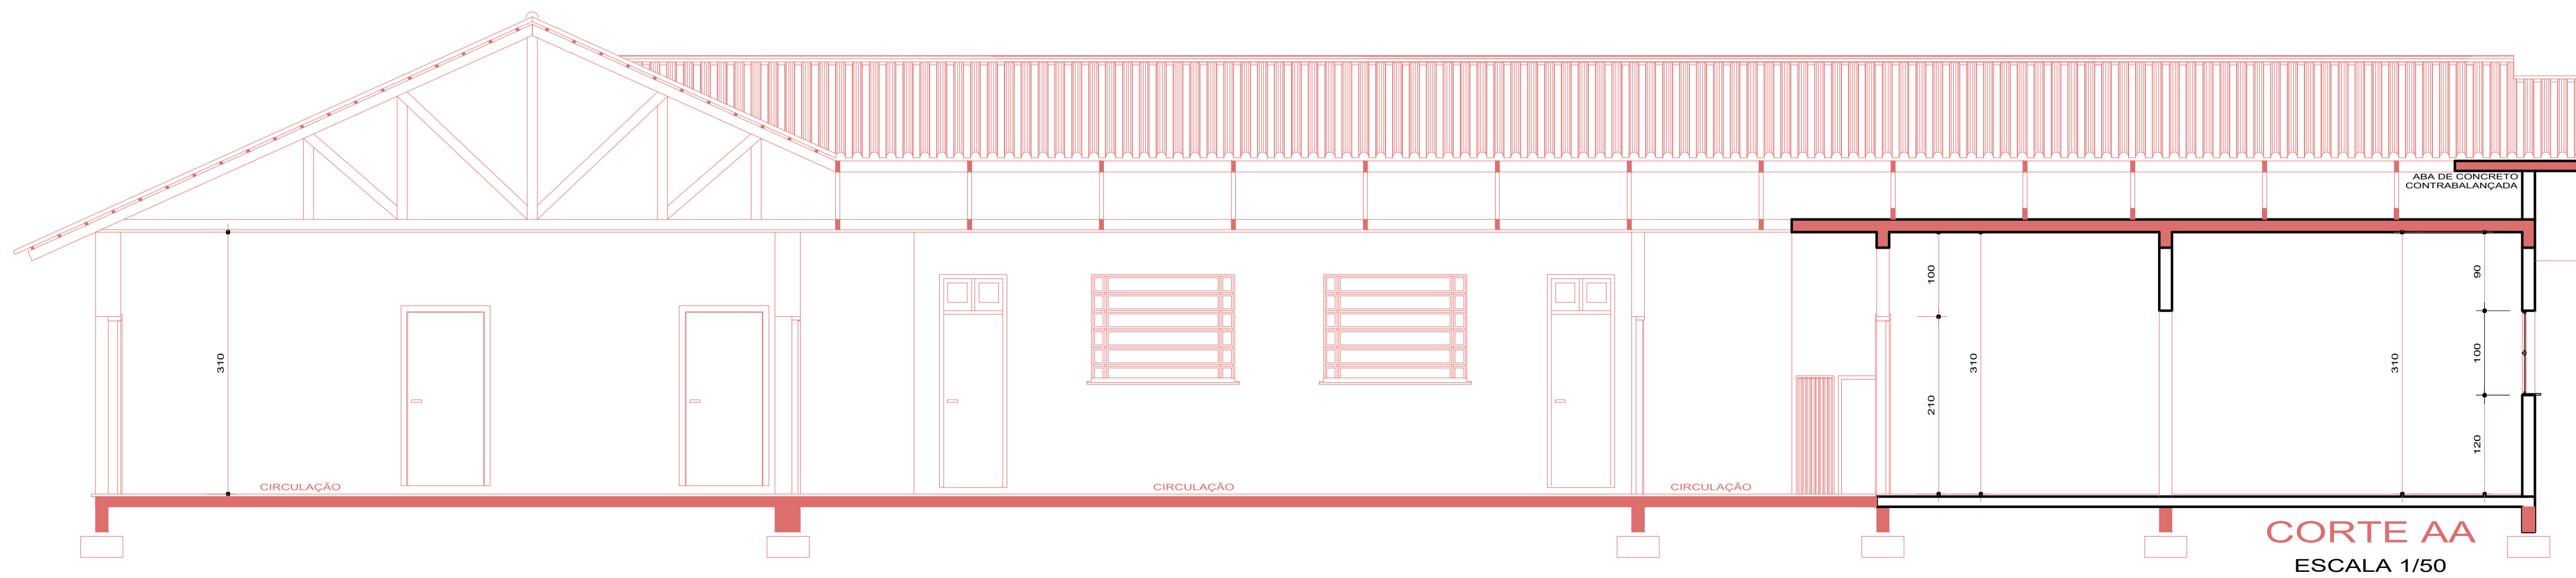 ABA DE CONCRETO
CONTRABALANÇADA
100
90
310
310
310
100
210
120
CIRCULAÇÃO
CIRCULAÇÃO
CIRCULAÇÃO
CORTE AA
ESCALA 1/50